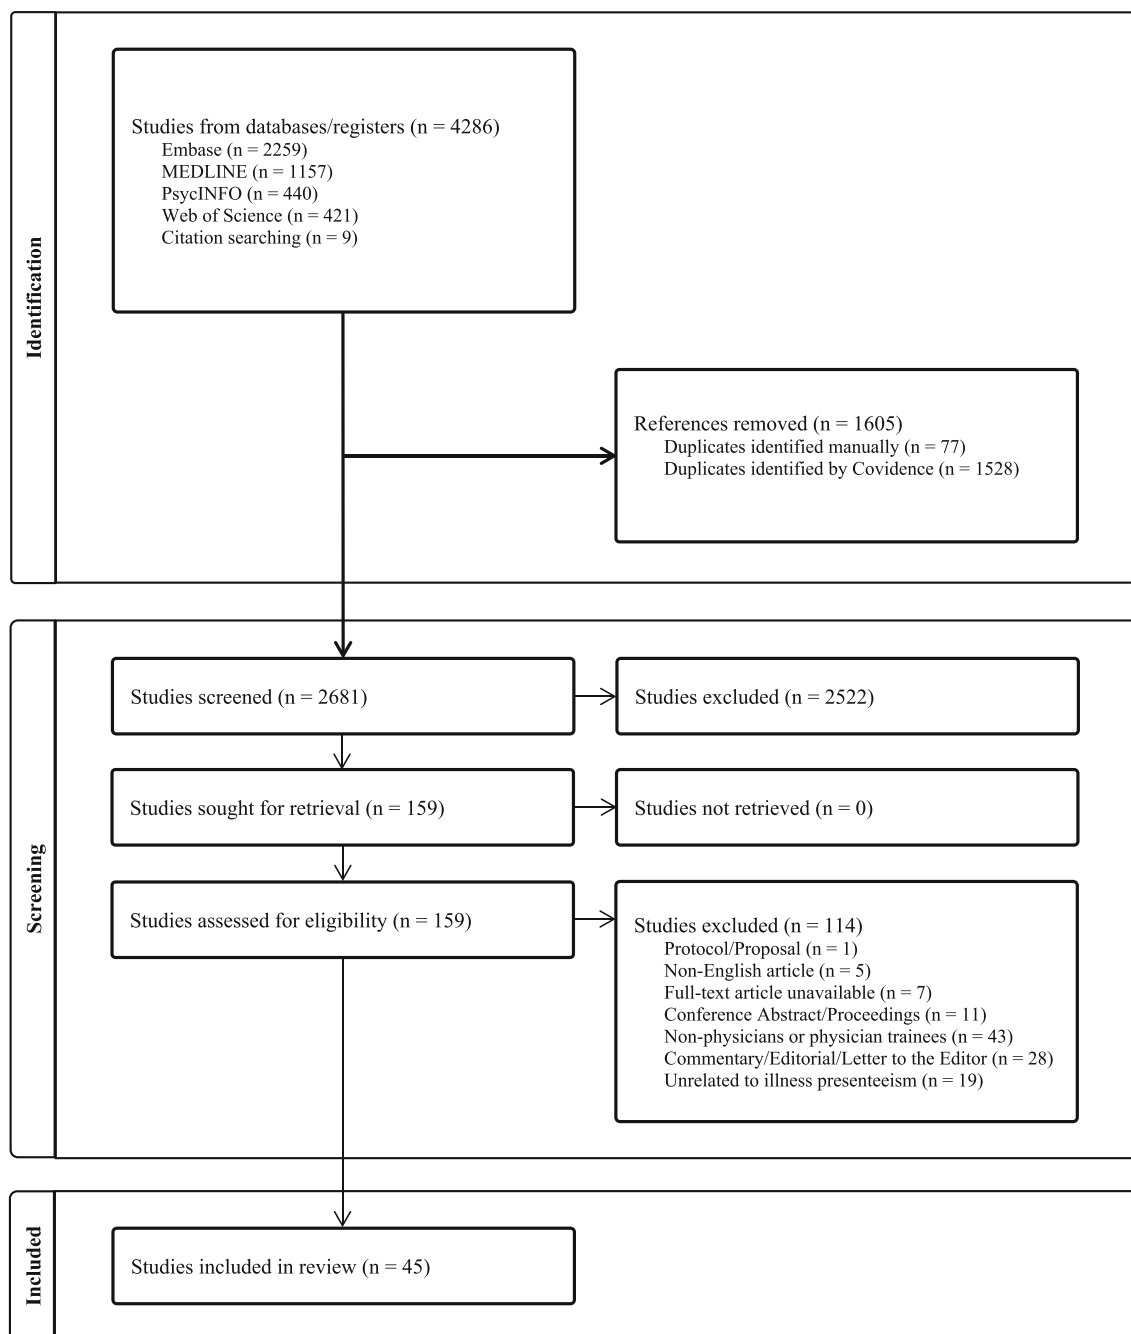 Identification
Studies from databases/registers (n = 4286)
Embase (n = 2259)
MEDLINE (n = 1157)
PsycINFO (n = 440)
Web of Science (n = 421)
Citation searching (n = 9)
References removed (n = 1605)
Duplicates identified manually (n = 77)
Duplicates identified by Covidence (n = 1528)
Screening
Studies screened (n = 2681)
Studies excluded (n = 2522)
Studies sought for retrieval (n = 159)
Studies not retrieved (n = 0)
Studies assessed for eligibility (n = 159)
Studies excluded (n = 114)
Protocol/Proposal (n = 1)
Non-English article (n = 5)
Full-text article unavailable (n = 7)
Conference Abstract/Proceedings (n = 11)
Non-physicians or physician trainees (n = 43)
Commentary/Editorial/Letter to the Editor (n = 28)
Unrelated to illness presenteeism (n = 19)
Included
Studies included in review (n = 45)